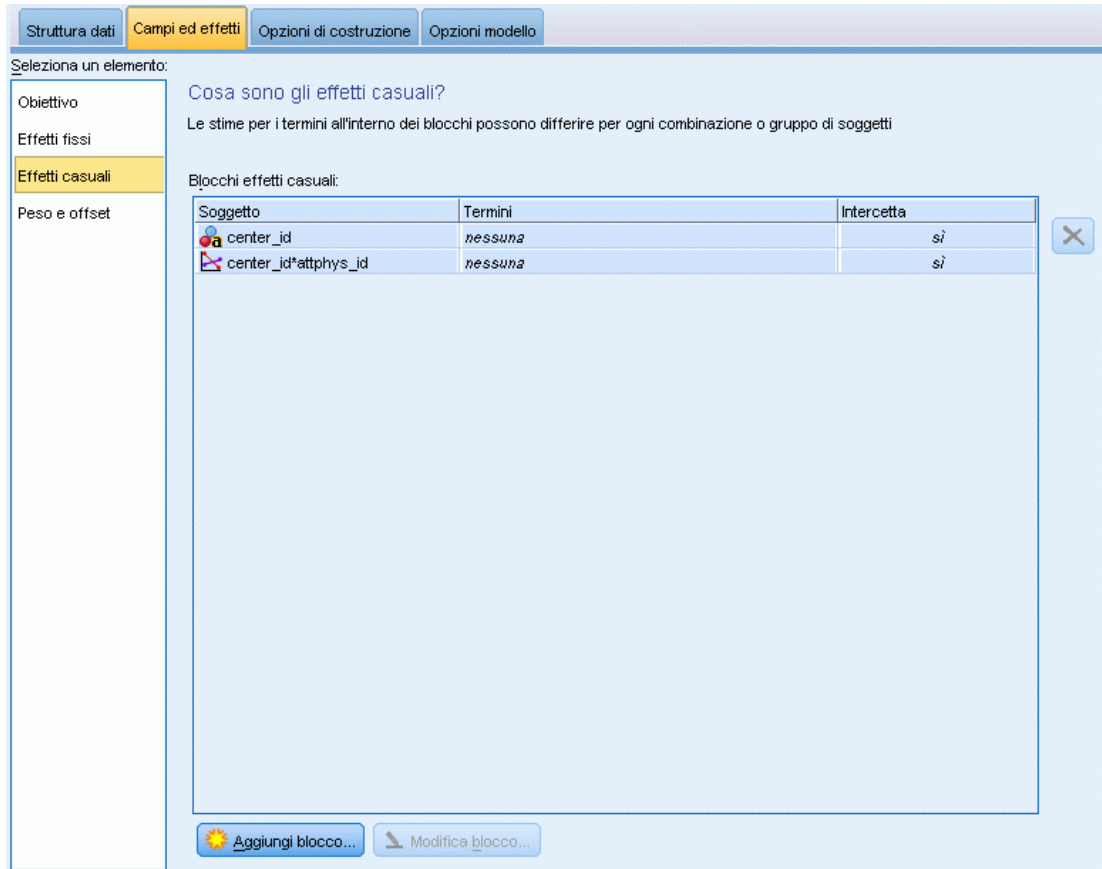 Struttura dati Campi ed effetti Opzioni di costruzione Opzioni modello
Seleziona un elemento:
Obiettivo
Effetti fissi
Effetti casuali
Peso e offset
Cosa sono gli effetti casuali?
Le stime per i termini all'interno dei blocchi possono differire per ogni combinazione o gruppo di soggetti
Blocchi effetti casuali:
Soggetto Termini Intercetta
center_id nessuna sì
center_id*attphys_id nessuna sì
Aggiungi blocco... Modifica blocco...